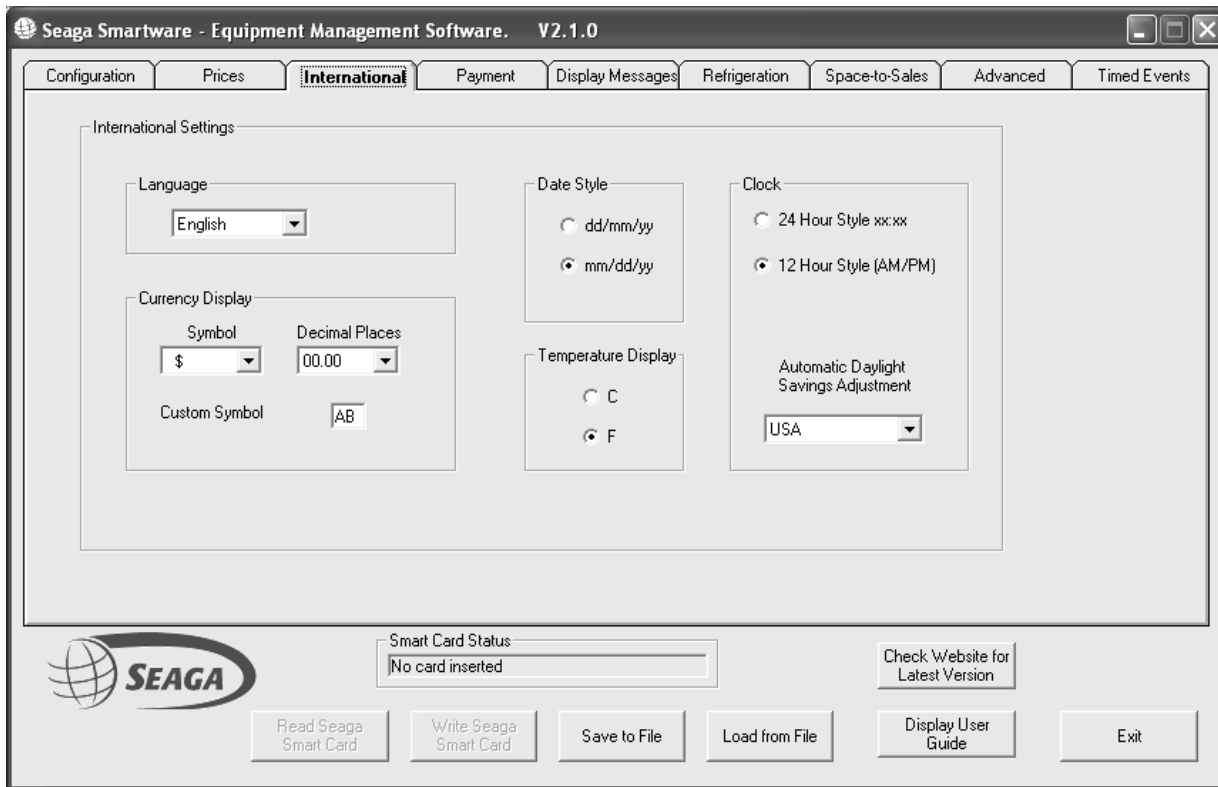 Seaga Smartware - Equipment Management Software. V2.1.0
Configuration Prices International Payment Display Messages Refrigeration Space-to-Sales Advanced Timed Events
International Settings
Language
English
Currency Display
Symbol Decimal Places
$ 00.00
Custom Symbol AB
Date Style
dd/mm/yy
mm/dd/yy
Temperature Display
C
F
Clock
24 Hour Style xx:xx
12 Hour Style (AM/PM)
Automatic Daylight
Savings Adjustment
USA
SEAGA
Smart Card Status
No card inserted
Check Website for
Latest Version
Read Seaga
Smart Card
Write Seaga
Smart Card
Save to File
Load from File
Display User
Guide
Exit